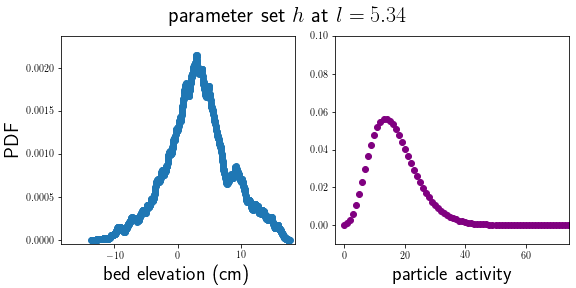 parameter set h at l = 5.34
PDF
0.0020
0.0015
0.0010
0.0005
0.0000
−10 0 10
bed elevation (cm)
0.10
0.08
0.06
0.04
0.02
0.00
0 20 40 60
particle activity